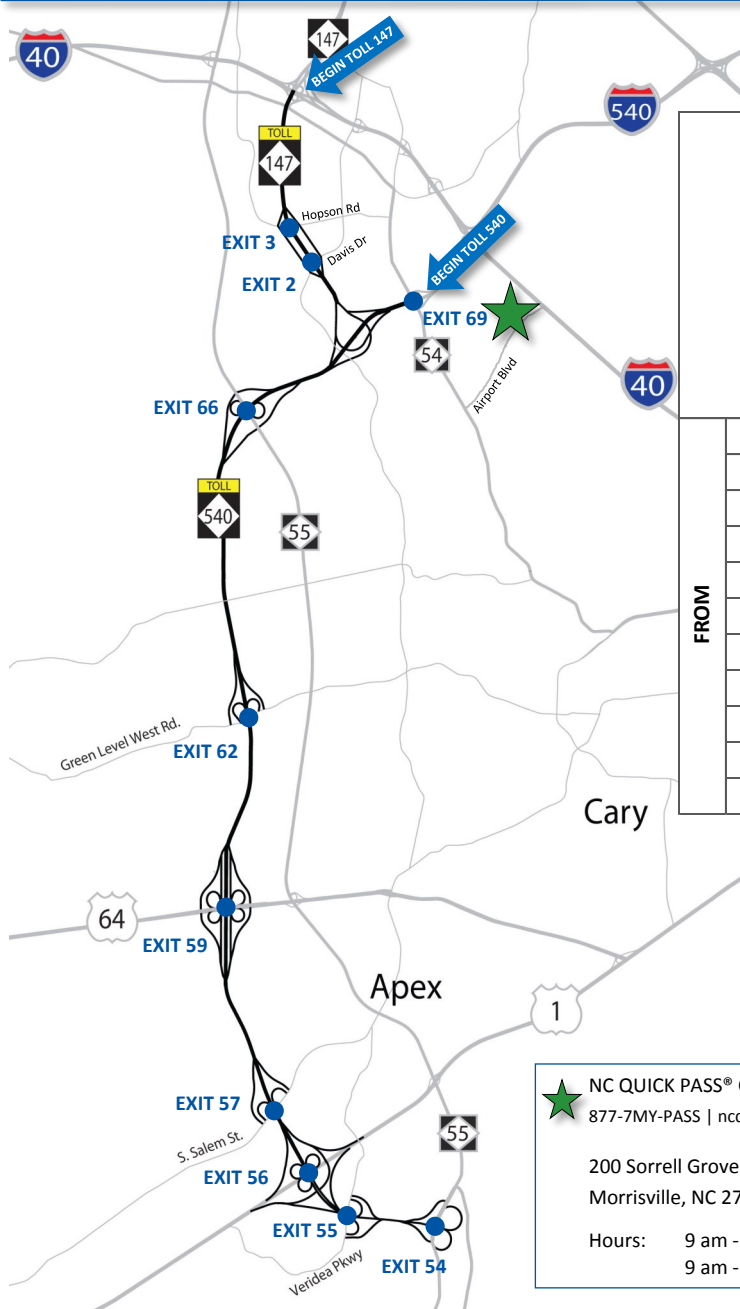 147
BEGIN TOLL 147
40
540
TOLL
147
Hopson Rd
EXIT 3
Davis Dr
EXIT 2
BEGIN TOLL 540
EXIT 69
54
Airport Blvd
40
EXIT 66
TOLL
540
55
FROM
Green Level West Rd.
EXIT 62
Cary
64
EXIT 59
Apex
1
EXIT 57
S. Salem St.
55
EXIT 56
EXIT 55
EXIT 54
Veridea Pkwy
NC QUICK PASS®
877-7MY-PASS |
200 Sorrell Grove
Morrisville, NC 27
Hours: 9 am -
9 am -